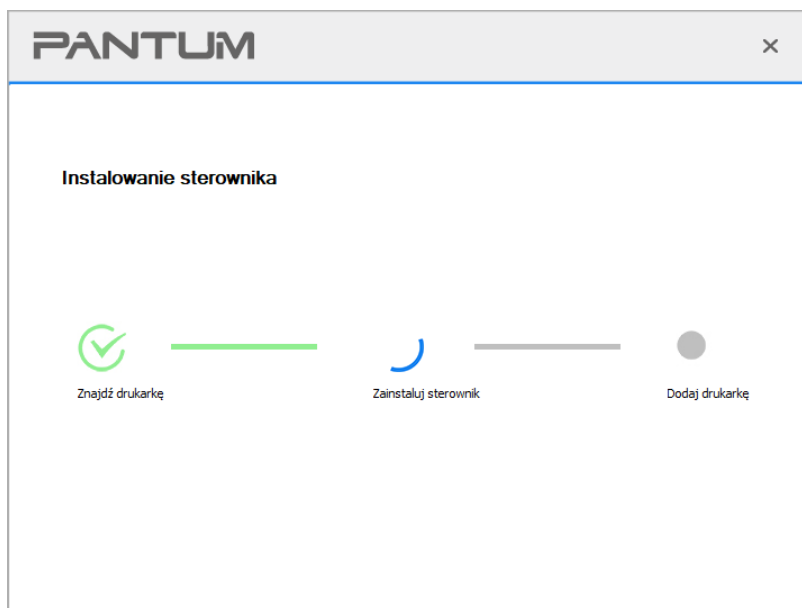 PANTUM
Instalowanie sterownika
Znajdź drukarkę
Zainstaluj sterownik
Dodaj drukarkę